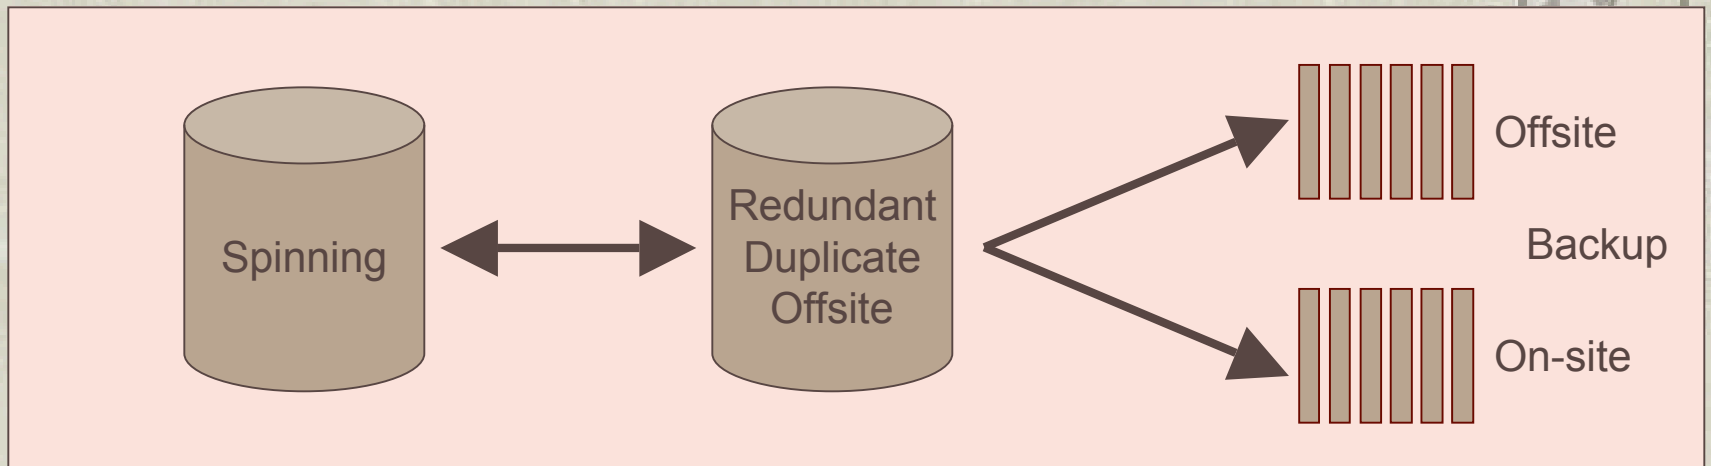 Spinning
Redundant
Duplicate
Offsite
Offsite
Backup
On-site